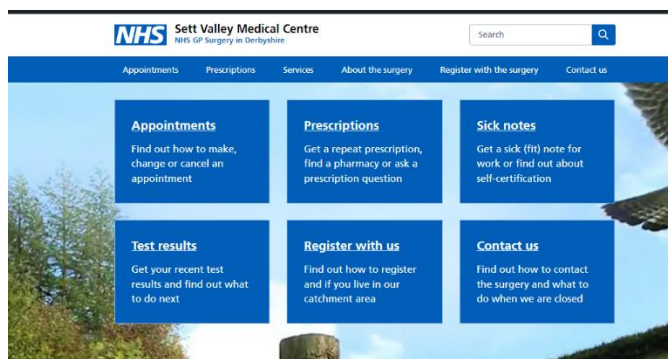 NHS Sett Valley Medical Centre
NHS GP Surgery in Derbyshire
Search
Appointments Prescriptions Services About the surgery Register with the surgery Contact us
Appointments
Find out how to make,
change or cancel an
appointment
Prescriptions
Get a repeat prescription,
find a pharmacy or ask a
prescription question
Sick notes
Get a sick (fit) note for
work or find out about
self-certification
Test results
Get your recent test
results and find out what
to do next
Register with us
Find out how to register
and if you live in our
catchment area
Contact us
Find out how to contact
the surgery and what to
do when we are closed